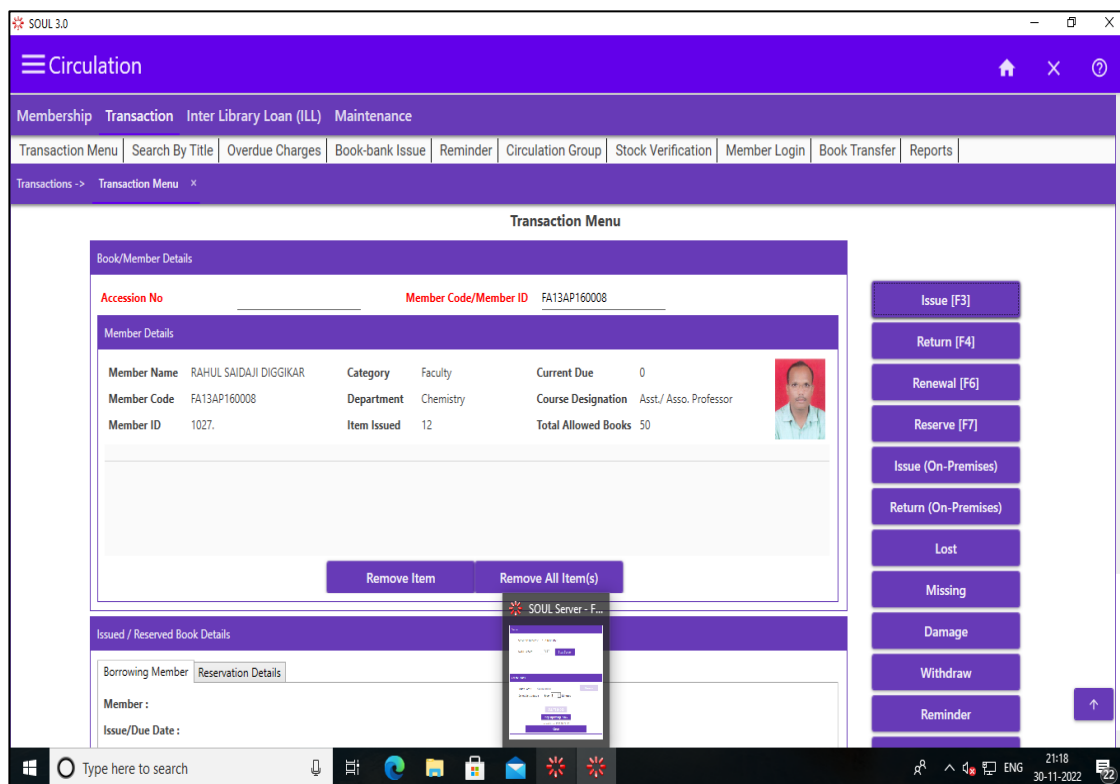 SOUL 3.0
Circulation
Membership Transaction Inter Library Loan (ILL) Maintenance
Transaction Menu Search By Title Overdue Charges Book-bank Issue Reminder Circulation Group Stock Verification Member Login Book Transfer Reports
Transactions -> Transaction Menu x
Transaction Menu
Book/Member Details
Accession No Member Code/Member ID FA13AP160008
Member Details
Member Name RAHUL SAIDAJI DIGGIKAR Category Faculty Current Due 0
Member Code FA13AP160008 Department Chemistry Course Designation Asst./ Asso. Professor
Member ID 1027. Item Issued 12 Total Allowed Books 50
Remove Item Remove All Item(s)
Issue [F3]
Return [F4]
Renewal [F6]
Reserve [F7]
Issue (On-Premises)
Return (On-Premises)
Lost
Missing
Damage
Withdraw
Reminder
SOUL Server - F...
Issued / Reserved Book Details
Borrowing Member Reservation Details
Member :
Issue/Due Date :
Type here to search
ENG
21:18
30-11-2022
22